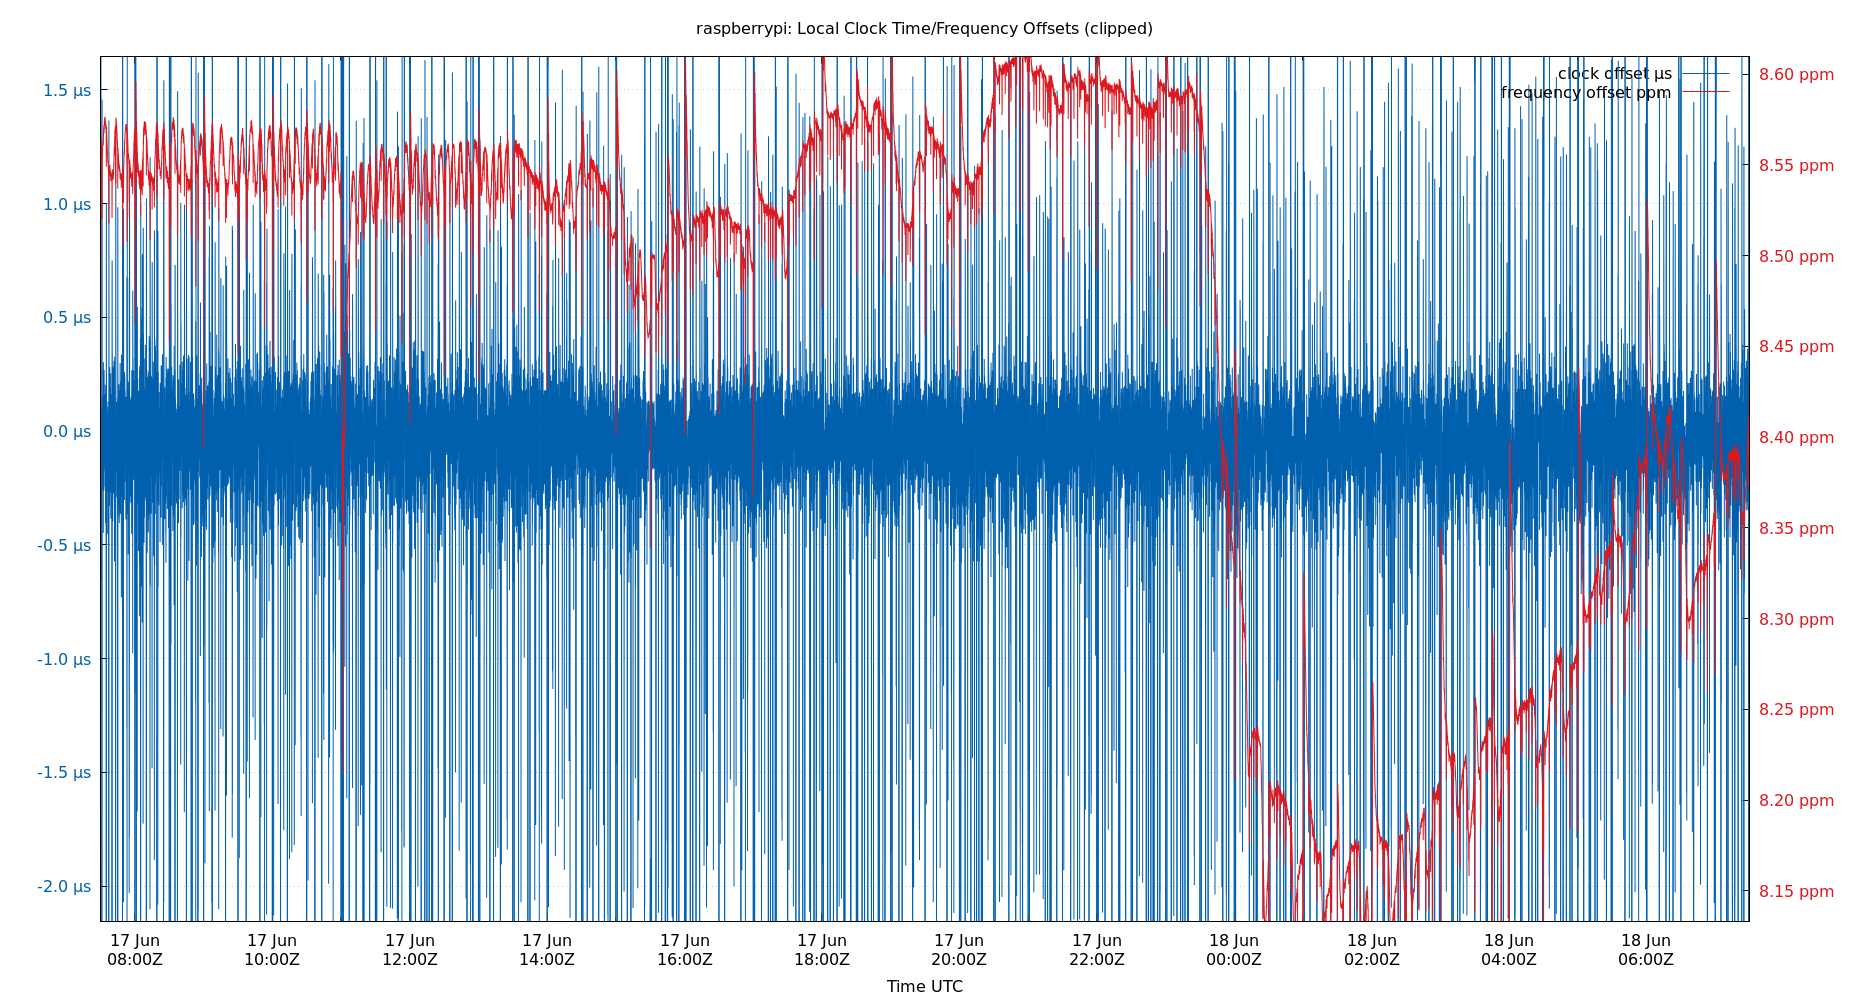 raspberrypi: Local Clock Time/Frequency Offsets (clipped)
clock offset µs
frequency offset ppm
1.5 µs
1.0 µs
0.5 µs
0.0 µs
-0.5 µs
-1.0 µs
-1.5 µs
-2.0 µs
8.60 ppm
8.55 ppm
8.50 ppm
8.45 ppm
8.40 ppm
8.35 ppm
8.30 ppm
8.25 ppm
8.20 ppm
8.15 ppm
17 Jun 17 Jun 17 Jun 17 Jun 17 Jun 17 Jun 17 Jun 17 Jun 18 Jun 18 Jun 18 Jun 18 Jun
08:00Z 10:00Z 12:00Z 14:00Z 16:00Z 18:00Z 20:00Z 22:00Z 00:00Z 02:00Z 04:00Z 06:00Z
Time UTC